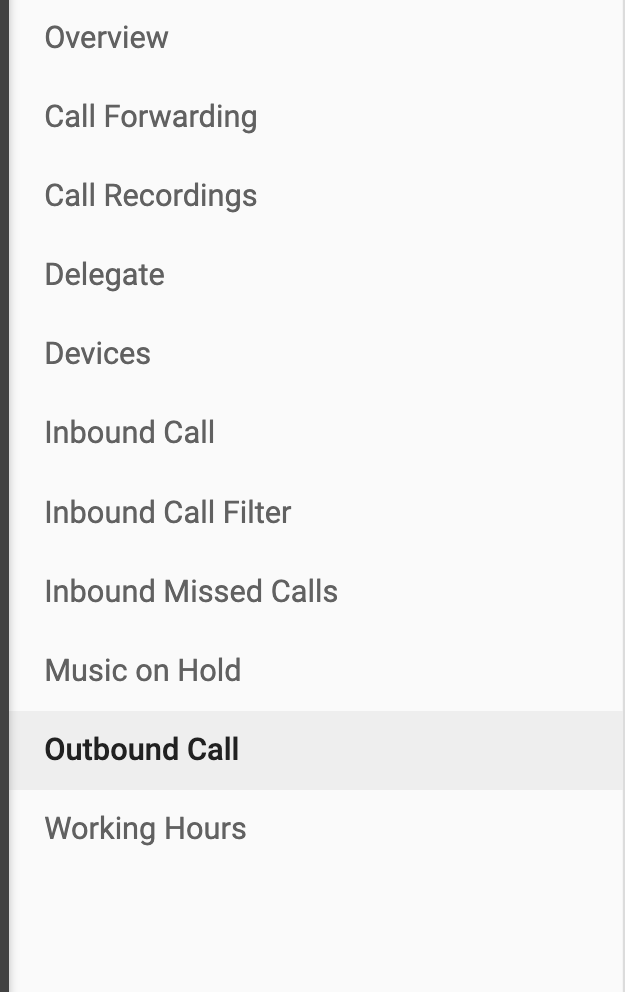 Overview
Call Forwarding
Call Recordings
Delegate
Devices
Inbound Call
Inbound Call Filter
Inbound Missed Calls
Music on Hold
Outbound Call
Working Hours